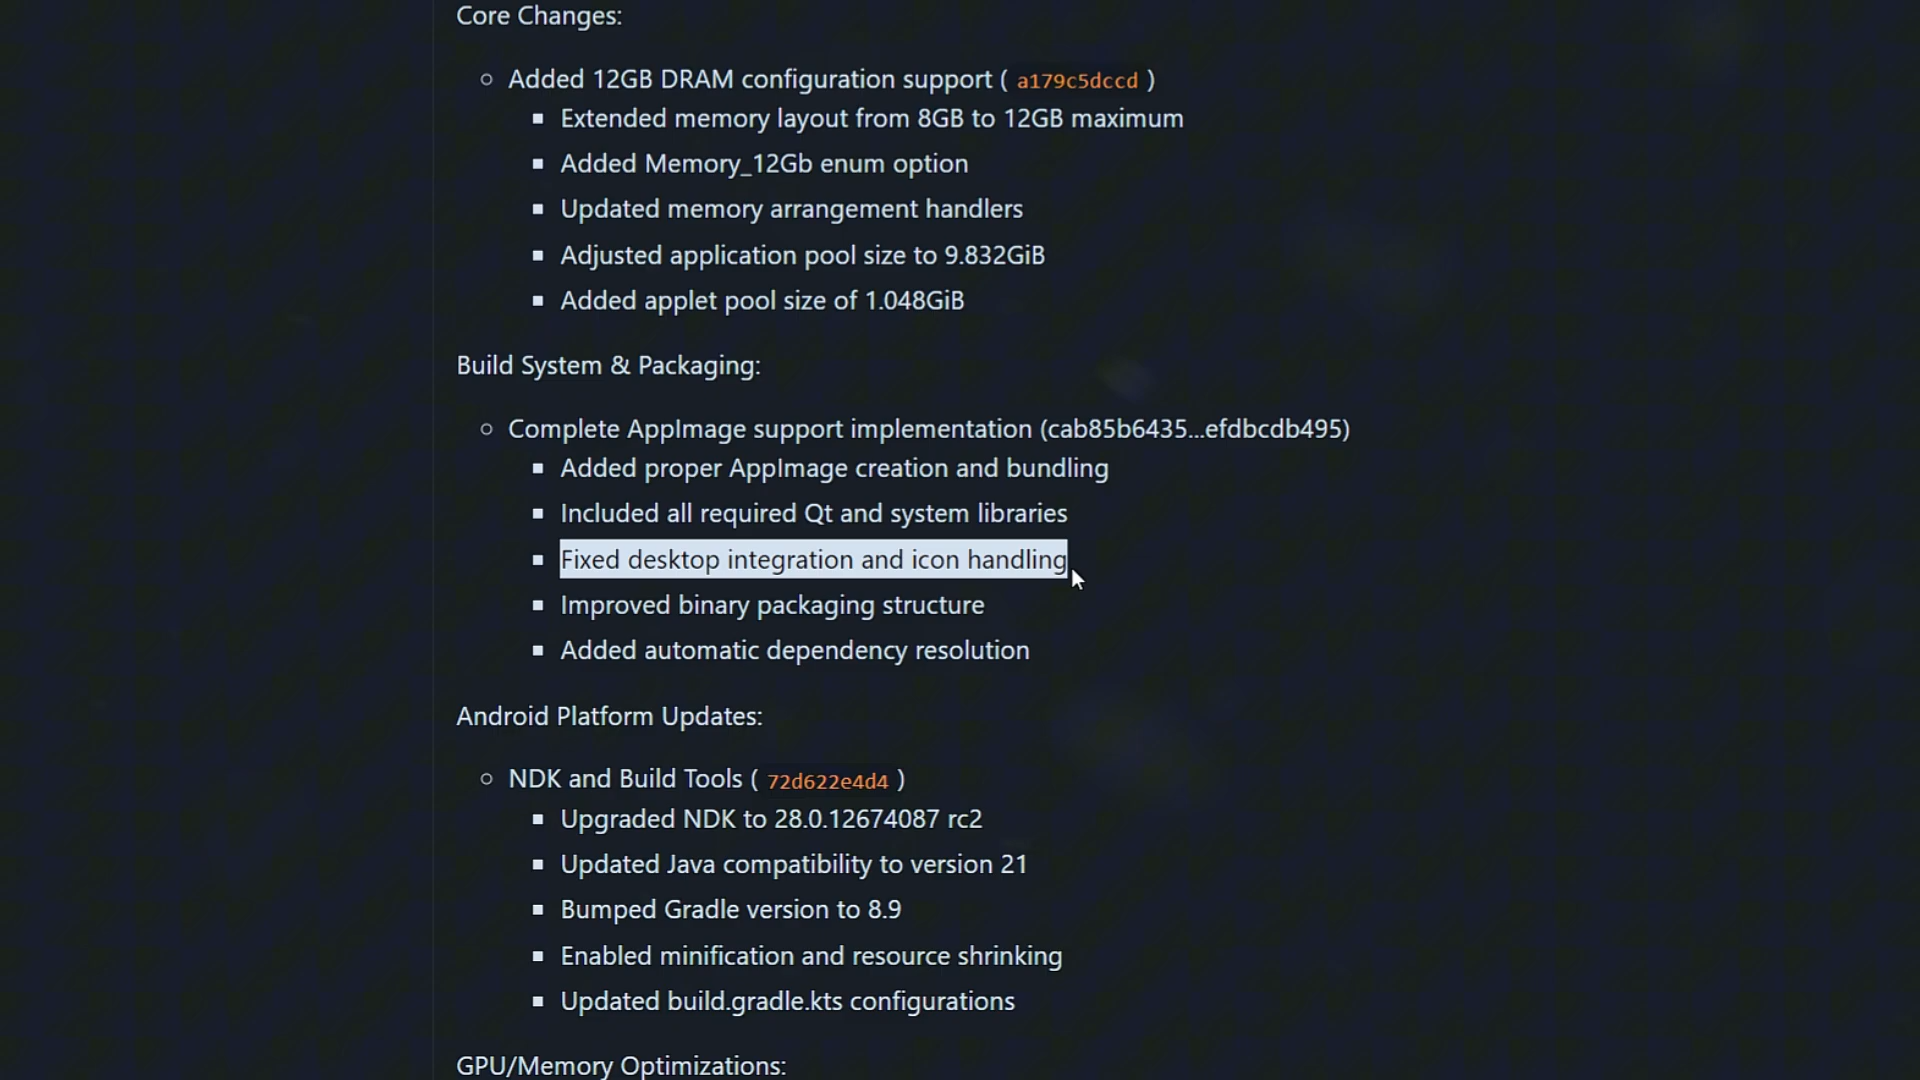 Core Changes:
Added 12GB DRAM configuration support ( a179c5dccd )
Extended memory layout from 8GB to 12GB maximum
Added Memory_12Gb enum option
Updated memory arrangement handlers
Adjusted application pool size to 9.832GiB
Added applet pool size of 1.048GiB
Build System & Packaging:
Complete AppImage support implementation (cab85b6435...efdbcdb495)
Added proper AppImage creation and bundling
Included all required Qt and system libraries
Fixed desktop integration and icon handling
Improved binary packaging structure
Added automatic dependency resolution
Android Platform Updates:
NDK and Build Tools ( 72d622e4d4 )
Upgraded NDK to 28.0.12674087 rc2
Updated Java compatibility to version 21
Bumped Gradle version to 8.9
Enabled minification and resource shrinking
Updated build.gradle.kts configurations
GPU/Memory Optimizations: